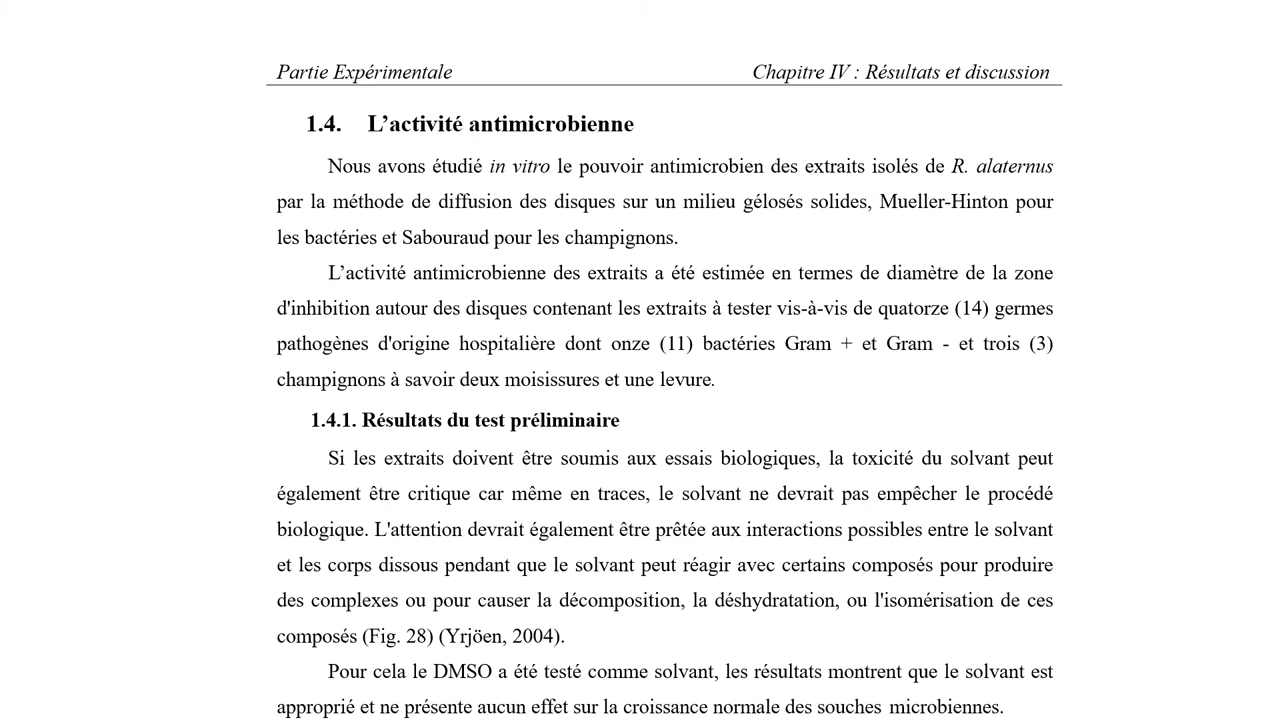 Partie Expérimentale Chapitre IV : Résultats et discussion
1.4. L’activité antimicrobienne
Nous avons étudié in vitro le pouvoir antimicrobien des extraits isolés de R. alaternus
par la méthode de diffusion des disques sur un milieu gélosés solides, Mueller-Hinton pour
les bactéries et Sabouraud pour les champignons.
L’activité antimicrobienne des extraits a été estimée en termes de diamètre de la zone
d'inhibition autour des disques contenant les extraits à tester vis-à-vis de quatorze (14) germes
pathogènes d'origine hospitalière dont onze (11) bactéries Gram + et Gram - et trois (3)
champignons à savoir deux moisissures et une levure.
1.4.1. Résultats du test préliminaire
Si les extraits doivent être soumis aux essais biologiques, la toxicité du solvant peut
également être critique car même en traces, le solvant ne devrait pas empêcher le procédé
biologique. L'attention devrait également être prêtée aux interactions possibles entre le solvant
et les corps dissous pendant que le solvant peut réagir avec certains composés pour produire
des complexes ou pour causer la décomposition, la déshydratation, ou l'isomérisation de ces
composés (Fig. 28) (Yrjöen, 2004).
Pour cela le DMSO a été testé comme solvant, les résultats montrent que le solvant est
approprié et ne présente aucun effet sur la croissance normale des souches microbiennes.